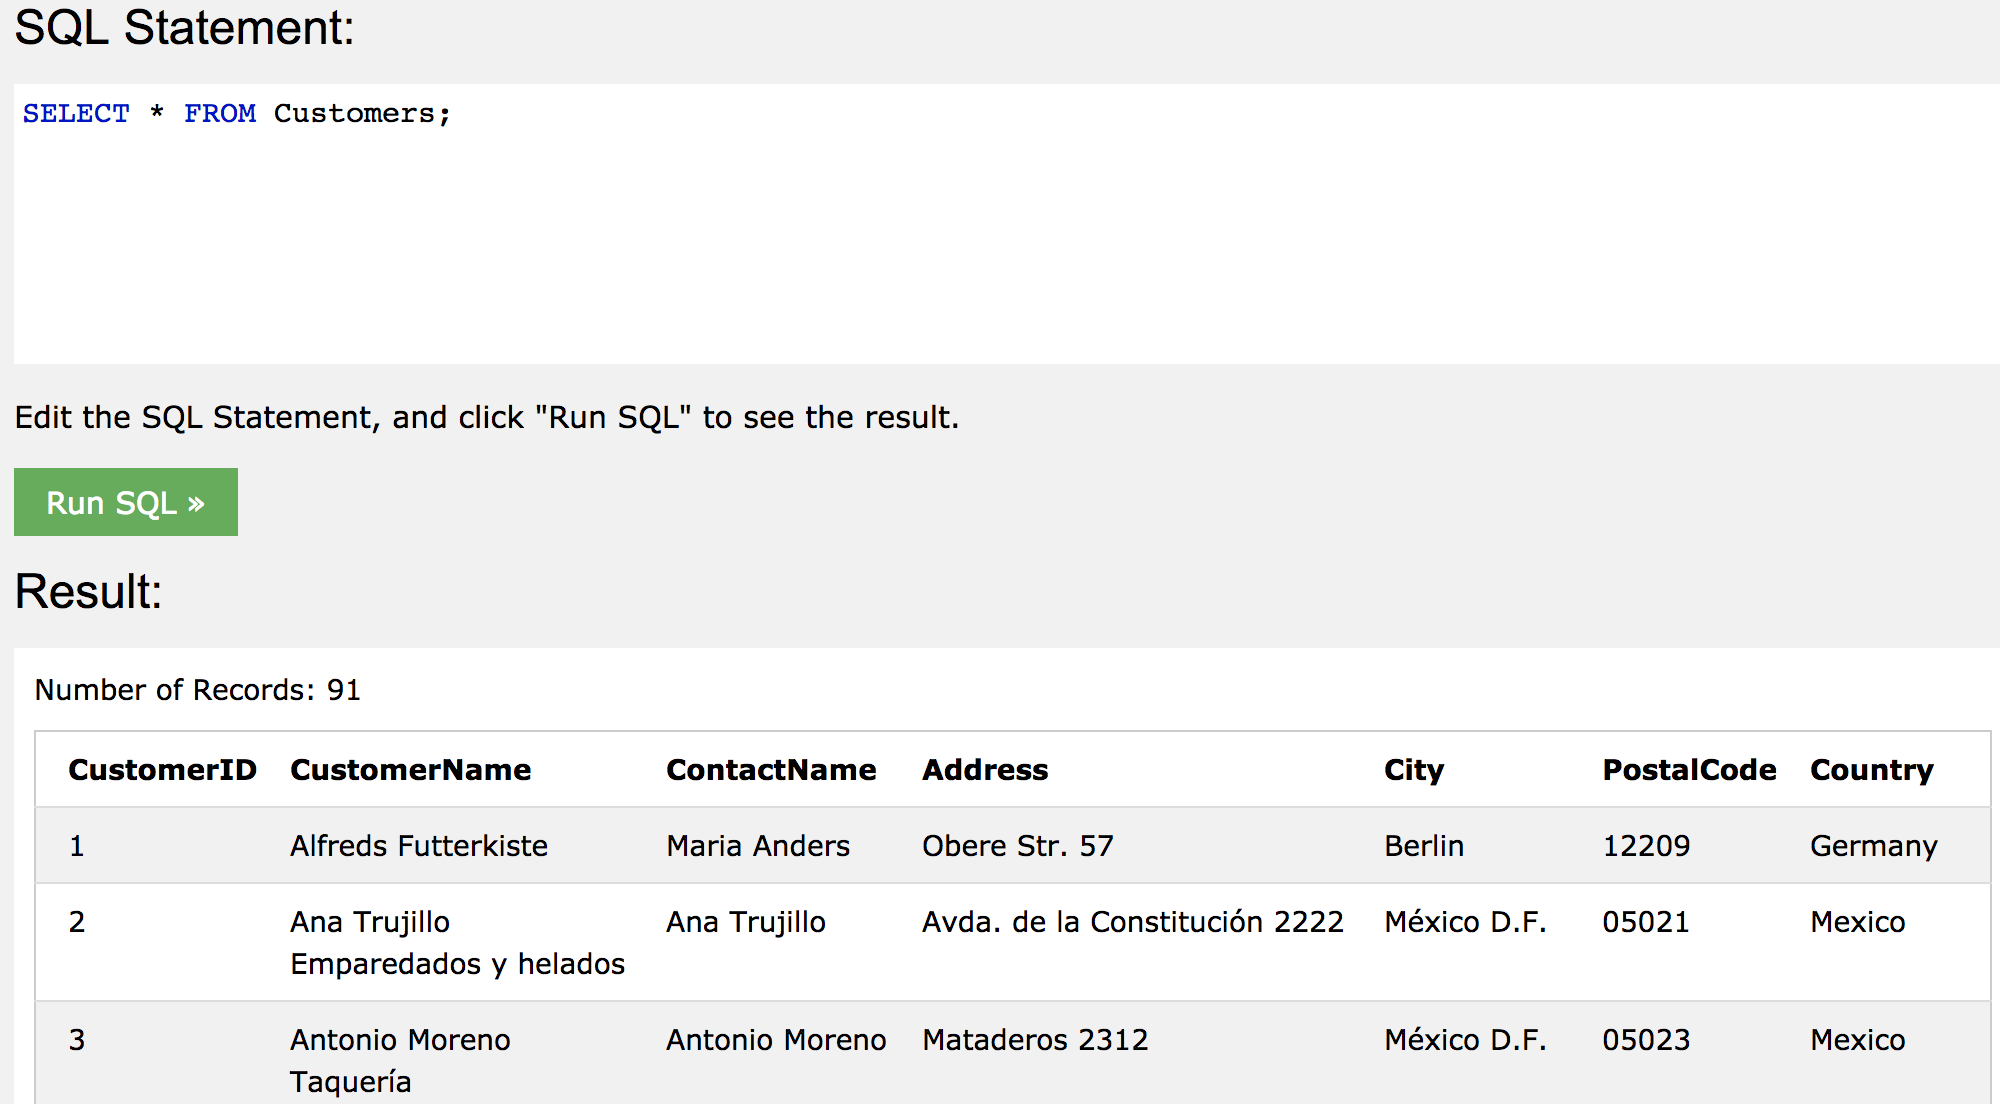 SQL Statement:
SELECT * FROM Customers;
Edit the SQL Statement, and click "Run SQL" to see the result.
Run SQL »
Result:
Number of Records: 91
CustomerID CustomerName ContactName Address City PostalCode Country
1 Alfreds Futterkiste Maria Anders Obere Str. 57 Berlin 12209 Germany
2 Ana Trujillo Ana Trujillo Avda. de la Constitución 2222 México D.F. 05021 Mexico
Emparedados y helados
3 Antonio Moreno Antonio Moreno Mataderos 2312 México D.F. 05023 Mexico
Taquería